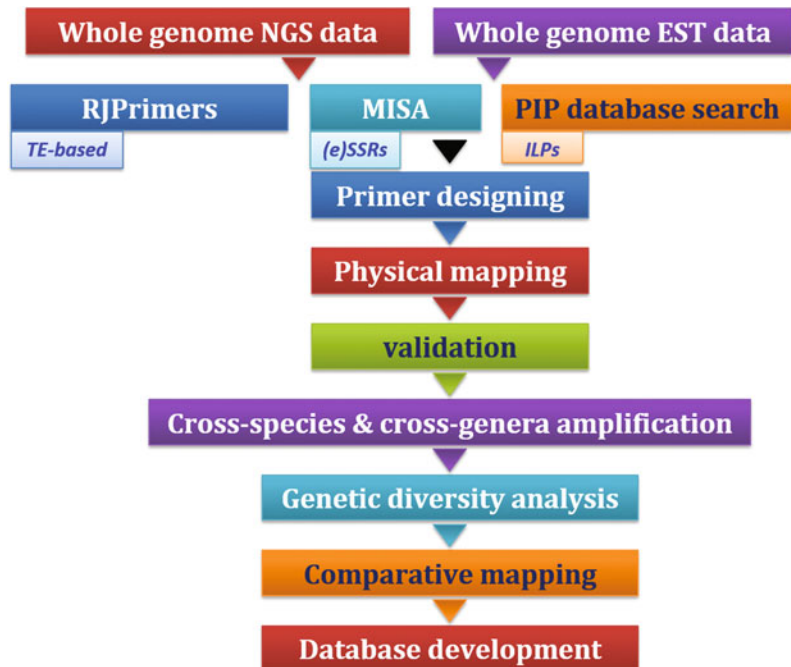 Whole genome NGS data
Whole genome EST data
RJPrimers
MISA
PIP database search
TE-based
(e)SSRs
ILPs
Primer designing
Physical mapping
validation
Cross-species & cross-genera amplification
Genetic diversity analysis
Comparative mapping
Database development